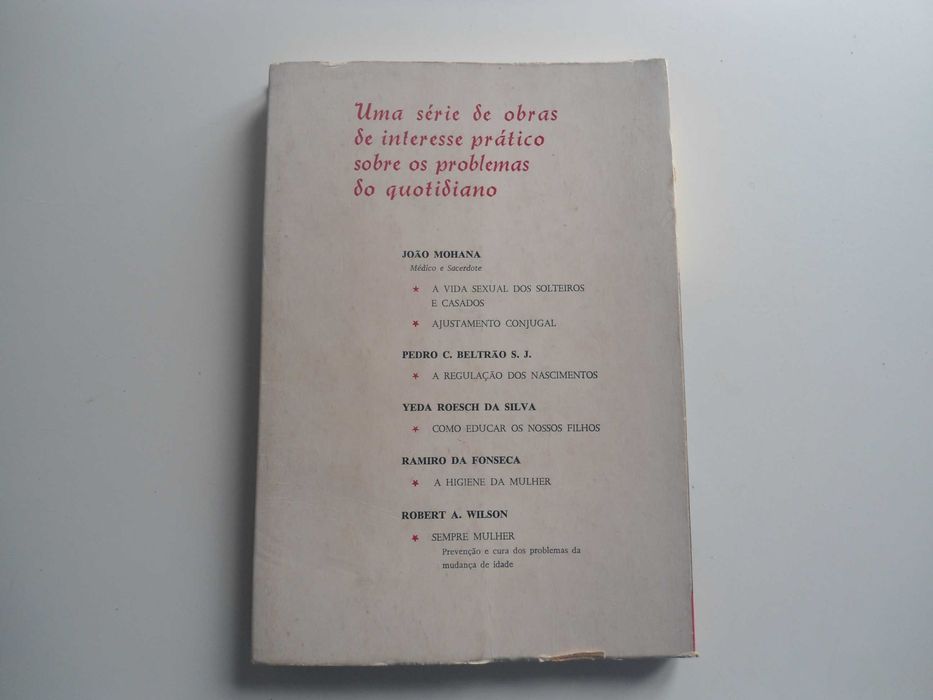 Uma série de obras
de interesse prático
sobre os problemas
do quotidiano
JOÃO MOHANA
Médico e Sacerdote
★ A VIDA SEXUAL DOS SOLTEIROS
E CASADOS
★ AJUSTAMENTO CONJUGAL
PEDRO C. BELTRÃO S. J.
★ A REGULAÇÃO DOS NASCIMENTOS
YEDA ROESCH DA SILVA
★ COMO EDUCAR OS NOSSOS FILHOS
RAMIRO DA FONSECA
★ A HIGIENE DA MULHER
ROBERT A. WILSON
★ SEMPRE MULHER
Prevenção e cura dos problemas da
mudança de idade